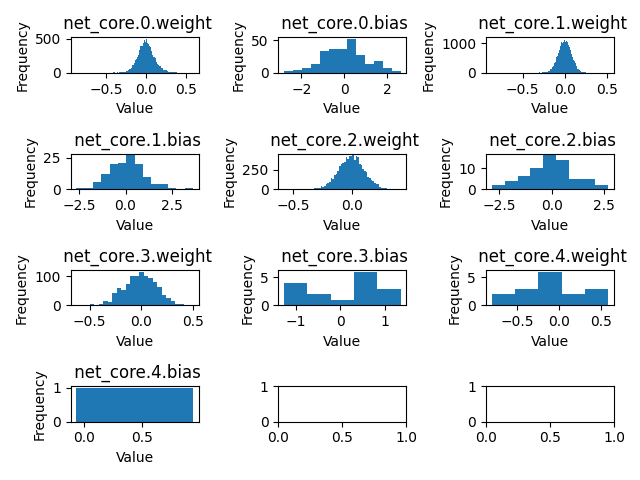 net_core.0.weight
net_core.0.bias
net_core.1.weight
Frequency
500
0
−0.5
0.0
0.5
Value
Frequency
50
0
−2
0
2
Value
Frequency
1000
0
−0.5
0.0
0.5
Value
net_core.1.bias
net_core.2.weight
net_core.2.bias
Frequency
25
0
−2.5
0.0
2.5
Value
Frequency
250
0
−0.5
0.0
Value
Frequency
10
0
−2.5
0.0
2.5
Value
net_core.3.weight
net_core.3.bias
net_core.4.weight
Frequency
100
0
−0.5
0.0
0.5
Value
Frequency
5
0
−1
0
1
Value
Frequency
5
0
−0.5
0.0
0.5
Value
net_core.4.bias
Frequency
1
0
0.0
0.5
Value
1
0
0.0
0.5
1.0
1
0
0.0
0.5
1.0